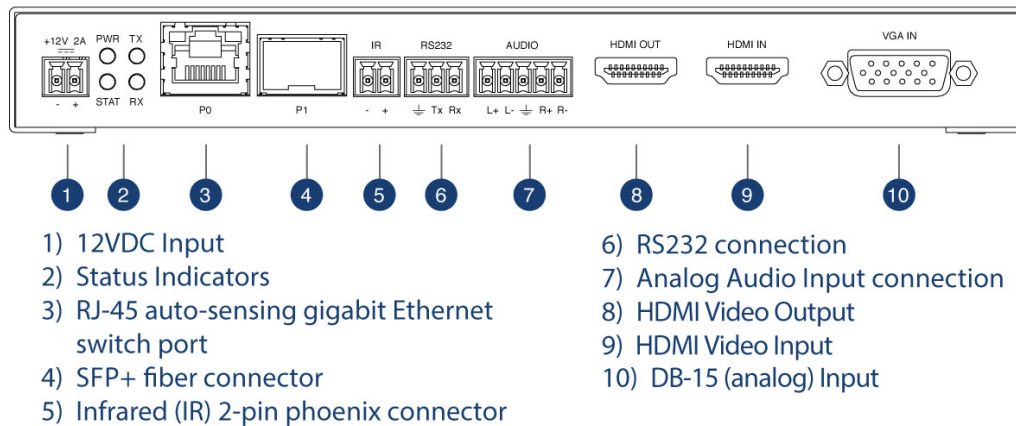 +12V 2A PWR TX IR RS232 AUDIO HDMI OUT HDMI IN VGA IN
- + STAT RX P0 P1 - + Tx Rx L+ L- R+ R-
1 2 3 4 5 6 7 8 9 10
1) 12VDC Input
2) Status Indicators
3) RJ-45 auto-sensing gigabit Ethernet
switch port
4) SFP+ fiber connector
5) Infrared (IR) 2-pin phoenix connector
6) RS232 connection
7) Analog Audio Input connection
8) HDMI Video Output
9) HDMI Video Input
10) DB-15 (analog) Input